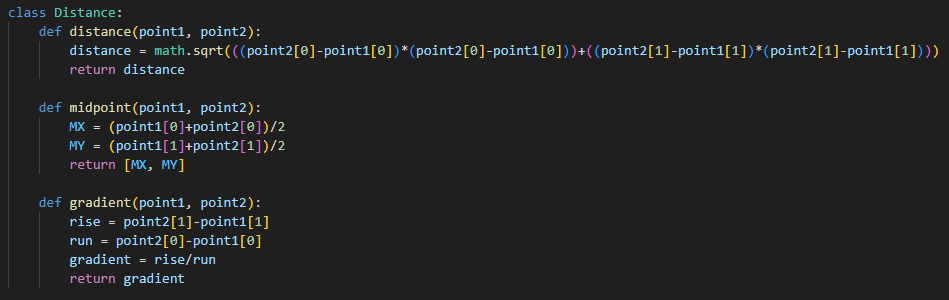 class Distance:
    def distance(point1, point2):
        distance = math.sqrt(((point2[0]-point1[0])*(point2[0]-point1[0]))+((point2[1]-point1[1])*(point2[1]-point1[1])))
        return distance

    def midpoint(point1, point2):
        MX = (point1[0]+point2[0])/2
        MY = (point1[1]+point2[1])/2
        return [MX, MY]

    def gradient(point1, point2):
        rise = point2[1]-point1[1]
        run = point2[0]-point1[0]
        gradient = rise/run
        return gradient